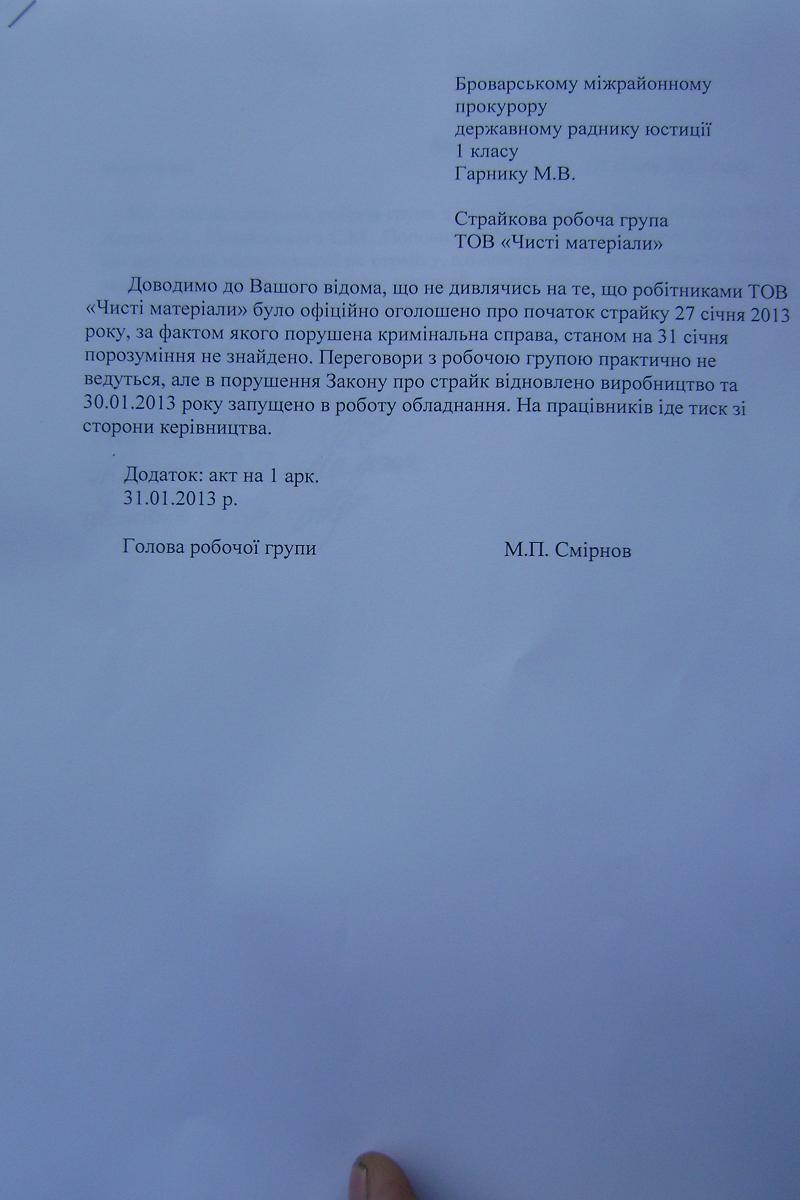 Броварському міжрайонному
прокурору
державному раднику юстиції
1 класу
Гарнику М.В.
Страйкова робоча група
ТОВ «Чисті матеріали»
Доводимо до Вашого відома, що не дивлячись на те, що робітниками ТОВ
«Чисті матеріали» було офіційно оголошено про початок страйку 27 січня 2013
року, за фактом якого порушена кримінальна справа, станом на 31 січня
порозуміння не знайдено. Переговори з робочою групою практично не
ведуться, але в порушення Закону про страйк відновлено виробництво та
30.01.2013 року запущено в роботу обладнання. На працівників іде тиск зі
сторони керівництва.
Додаток: акт на 1 арк.
31.01.2013 р.
Голова робочої групи М.П. Смірнов